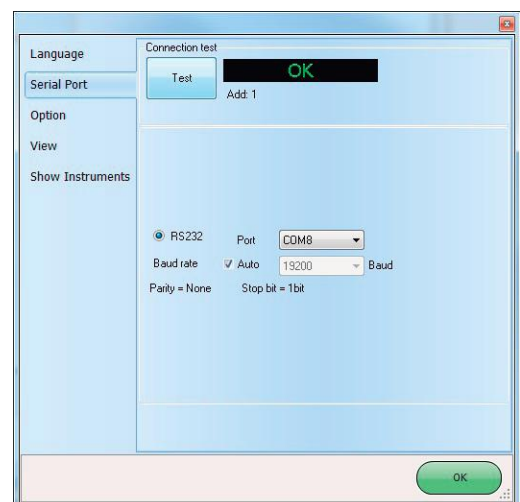 Language
Serial Port
Option
View
Show Instruments
Connection test
Test
OK
Add: 1
RS232
Port
COM8
Baud rate
Auto
19200
Baud
Parity = None
Stop bit = 1bit
OK